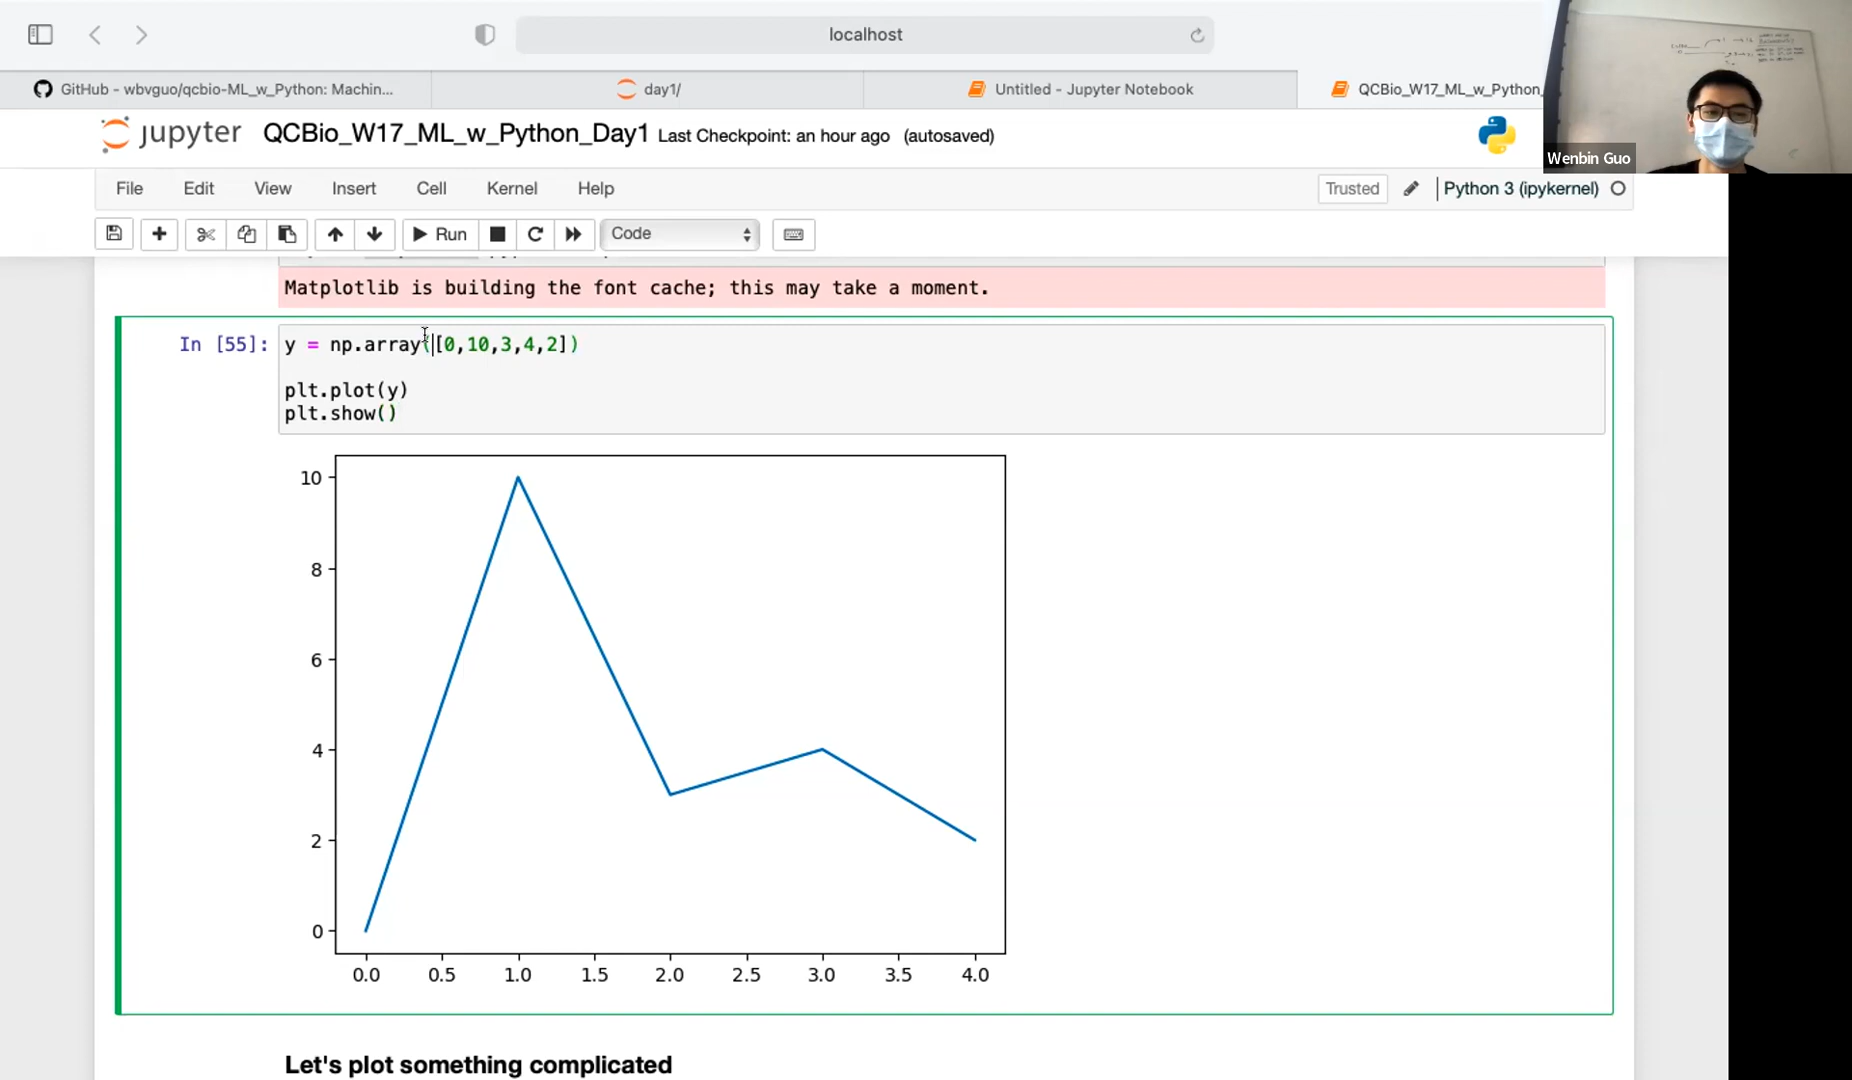 localhost
GitHub - wbvguo/qcbio-ML_w_Python: Machin...
day1/
Untitled - Jupyter Notebook
QCBio_W17_ML_w_Python_
Wenbin Guo
jupyter QCBio_W17_ML_w_Python_Day1 Last Checkpoint: an hour ago (autosaved)
File Edit View Insert Cell Kernel Help
Trusted Python 3 (ipykernel)
Run Code
Matplotlib is building the font cache; this may take a moment.
In [55]: y = np.array([0,10,3,4,2])
plt.plot(y)
plt.show()
10
8
6
4
2
0
0.0 0.5 1.0 1.5 2.0 2.5 3.0 3.5 4.0
Let's plot something complicated